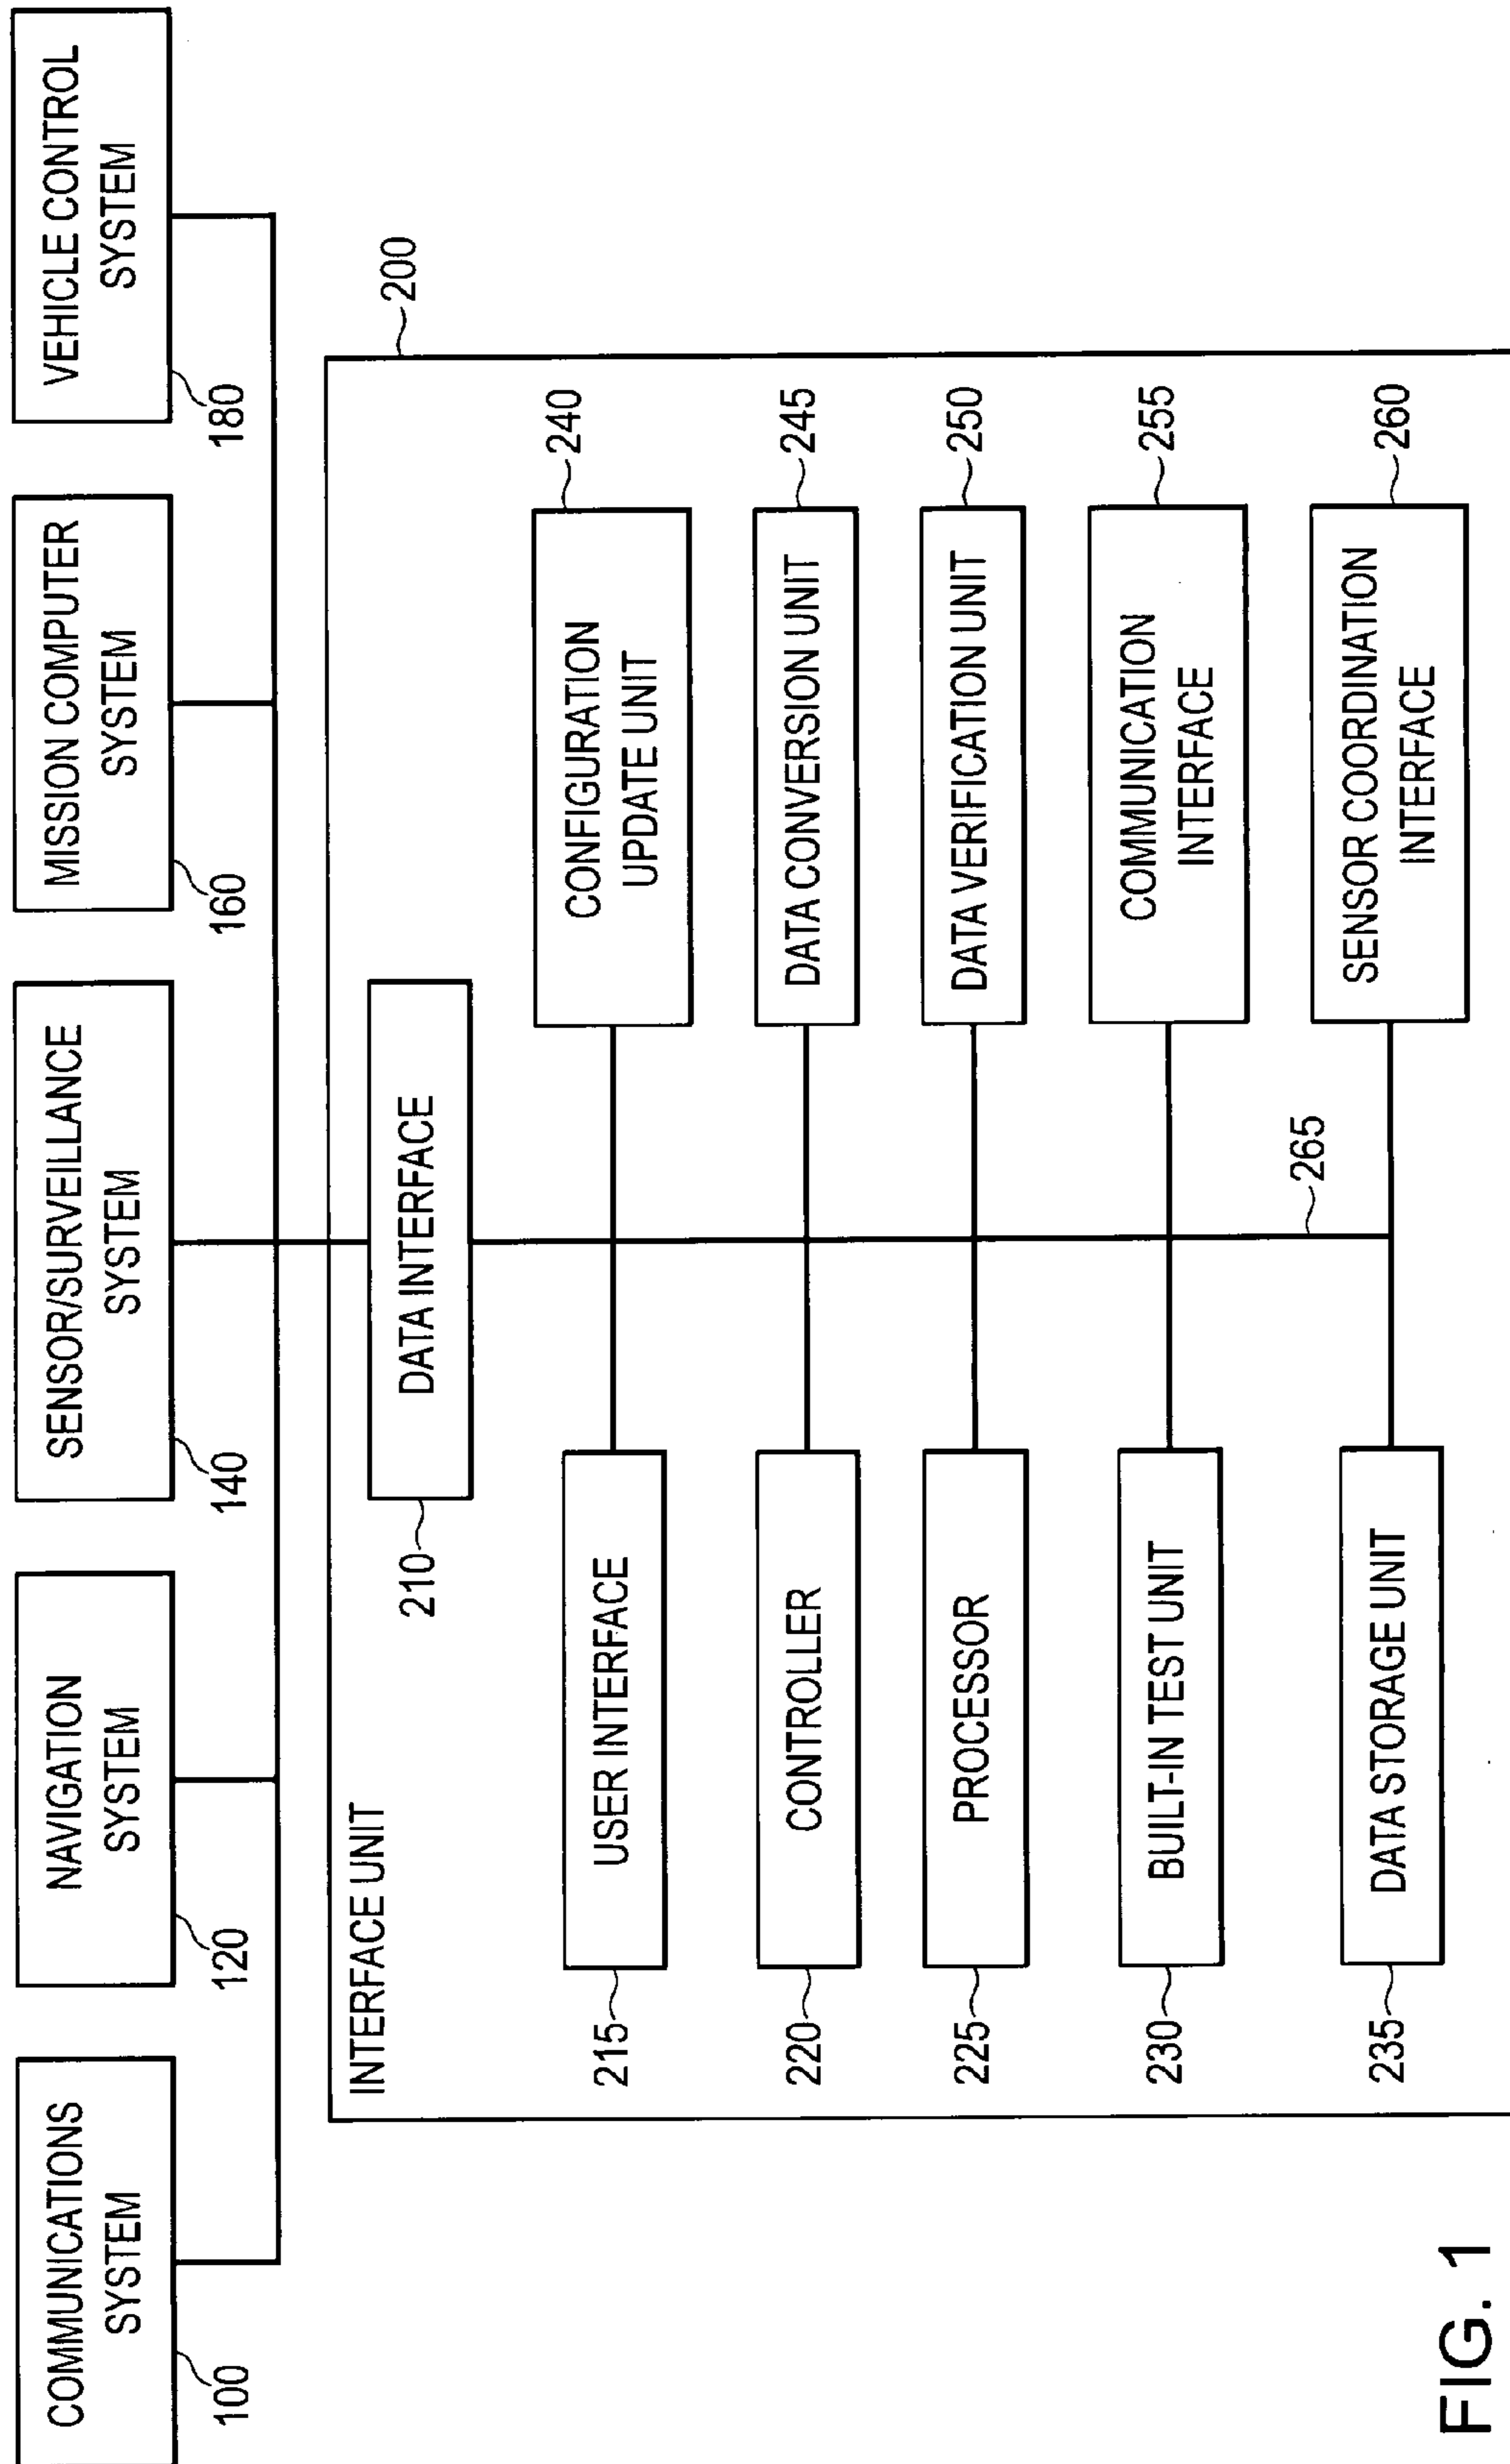 COMMUNICATIONS
SYSTEM
100
NAVIGATION
SYSTEM
120
SENSOR/SURVEILLANCE
SYSTEM
140
MISSION COMPUTER
SYSTEM
160
VEHICLE CONTROL
SYSTEM
180
INTERFACE UNIT
200
DATA INTERFACE
210
USER INTERFACE
215
CONFIGURATION
UPDATE UNIT
240
CONTROLLER
220
DATA CONVERSION UNIT
245
PROCESSOR
225
DATA VERIFICATION UNIT
250
BUILT-IN TEST UNIT
230
COMMUNICATION
INTERFACE
255
265
DATA STORAGE UNIT
235
SENSOR COORDINATION
INTERFACE
260
FIG. 1